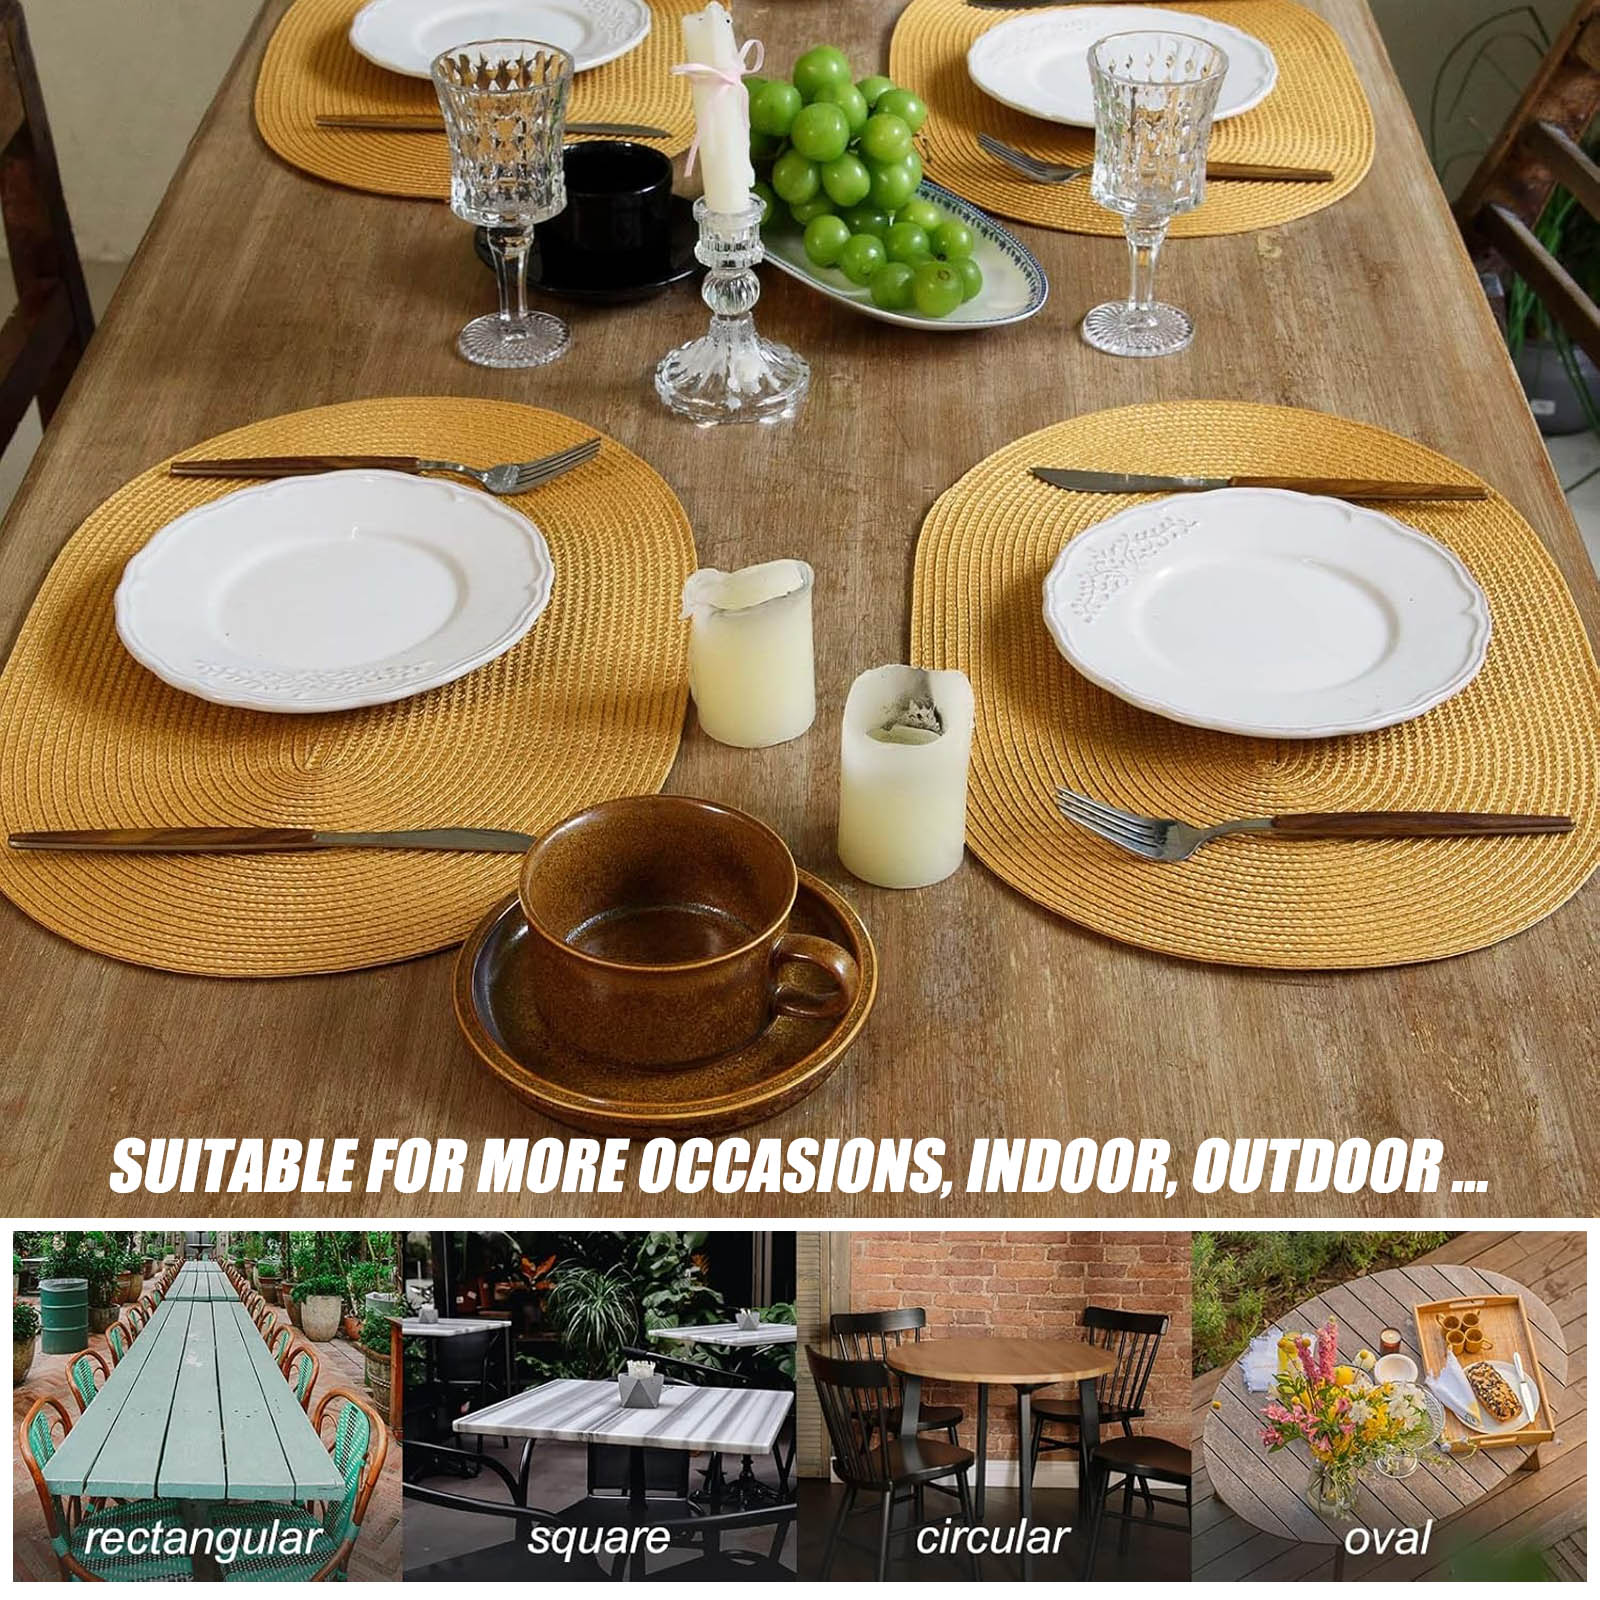 SUITABLE FOR MORE OCCASIONS, INDOOR, OUTDOOR ...
rectangular
square
circular
oval